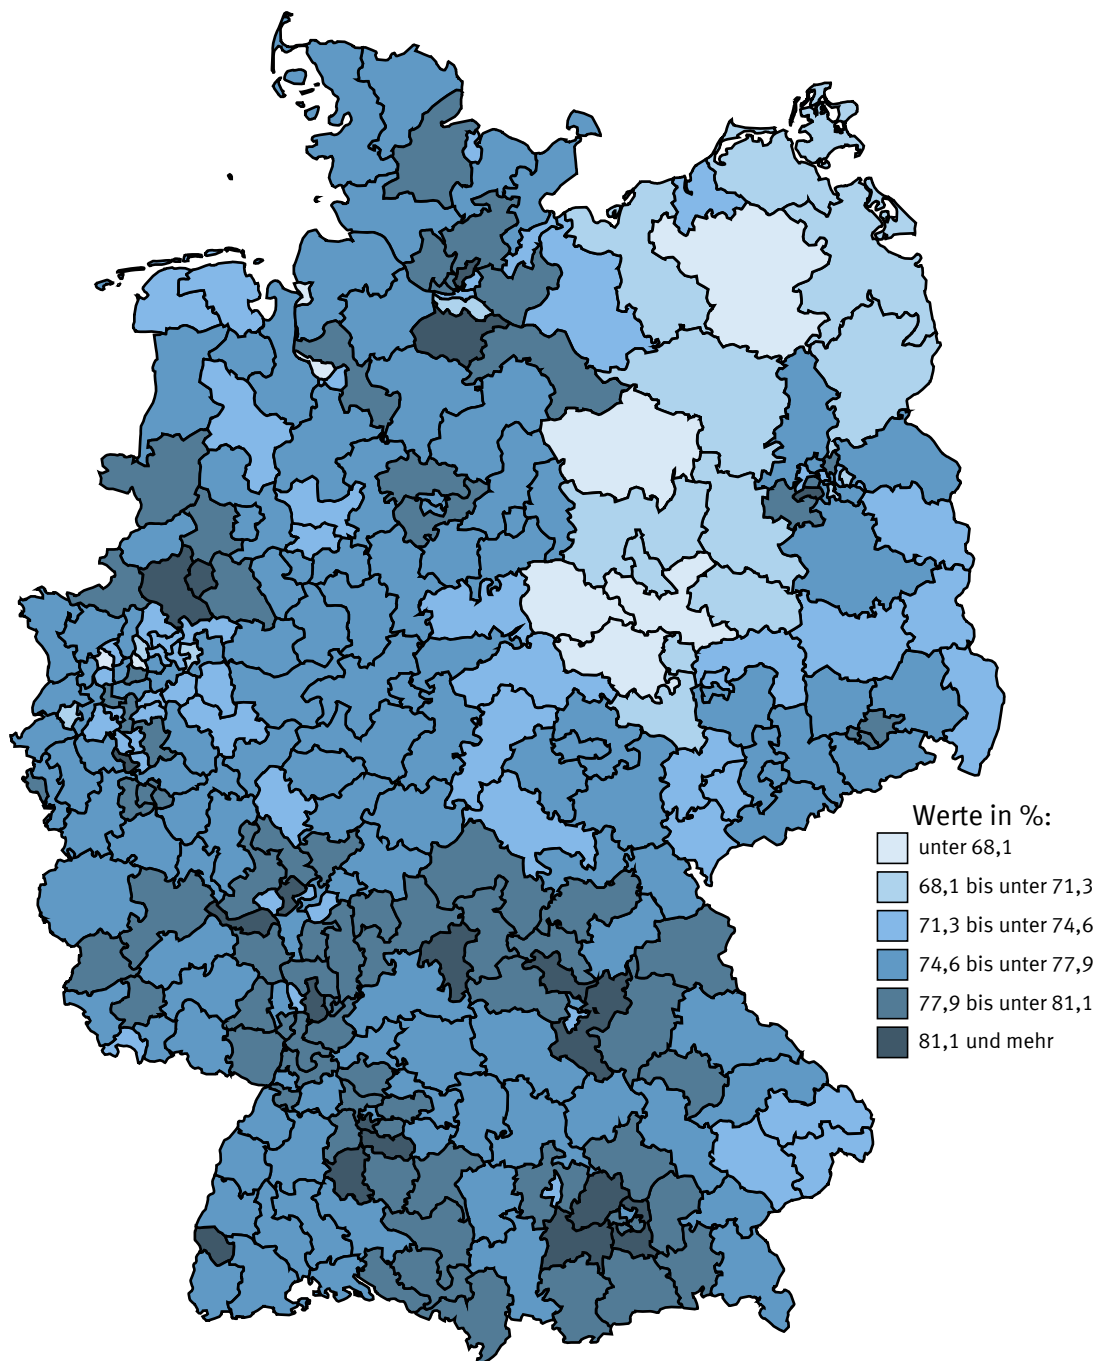 Werte in %:
unter 68,1
68,1 bis unter 71,3
71,3 bis unter 74,6
74,6 bis unter 77,9
77,9 bis unter 81,1
81,1 und mehr